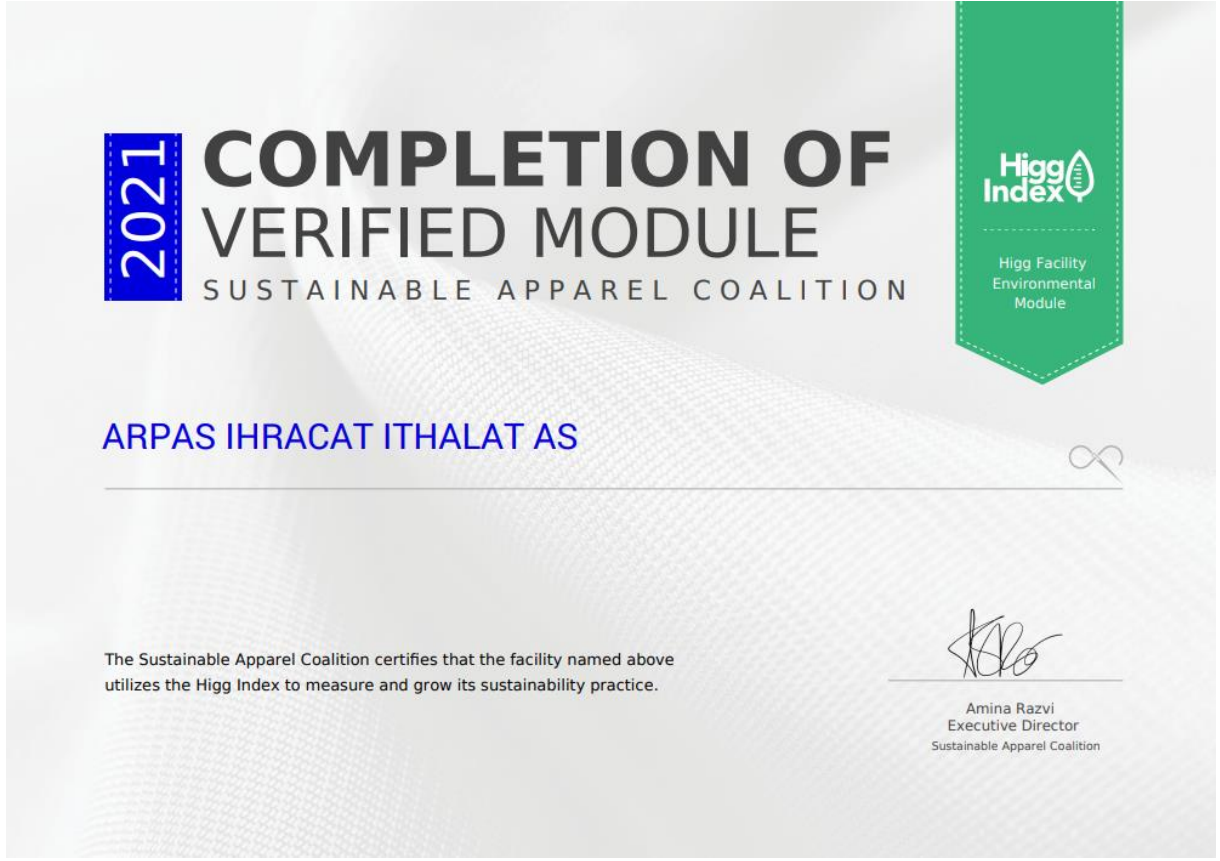 2021
COMPLETION OF
VERIFIED MODULE
SUSTAINABLE APPAREL COALITION
Higg
Index
Higg Facility
Environmental
Module
ARPAS IHRACAT ITHALAT AS
The Sustainable Apparel Coalition certifies that the facility named above
utilizes the Higg Index to measure and grow its sustainability practice.
Amina Razvi
Executive Director
Sustainable Apparel Coalition